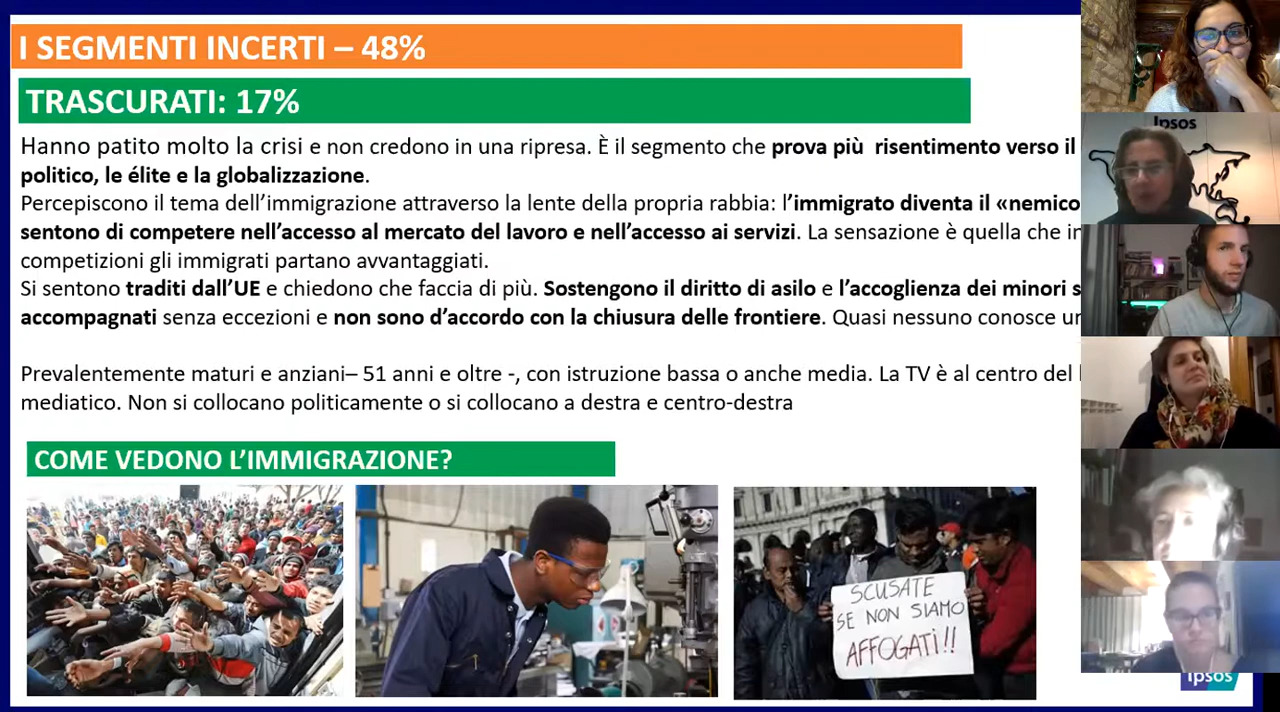 I SEGMENTI INCERTI – 48%
TRASCURATI: 17%
Hanno patito molto la crisi e non credono in una ripresa. È il segmento che prova più risentimento verso il
politico, le élite e la globalizzazione.
Percepiscono il tema dell'immigrazione attraverso la lente della propria rabbia: l'immigrato diventa il «nemico
sentono di competere nell'accesso al mercato del lavoro e nell'accesso ai servizi. La sensazione è quella che in
competizioni gli immigrati partano avvantaggiati.
Si sentono traditi dall'UE e chiedono che faccia di più. Sostengono il diritto di asilo e l'accoglienza dei minori
accompagnati senza eccezioni e non sono d'accordo con la chiusura delle frontiere. Quasi nessuno conosce
Prevalentemente maturi e anziani– 51 anni e oltre -, con istruzione bassa o anche media. La TV è al centro del
mediatico. Non si collocano politicamente o si collocano a destra e centro-destra
COME VEDONO L'IMMIGRAZIONE?
SCUSATE
SE NON SIAMO
AFFOGATI!!
Ipsos
Ipsos